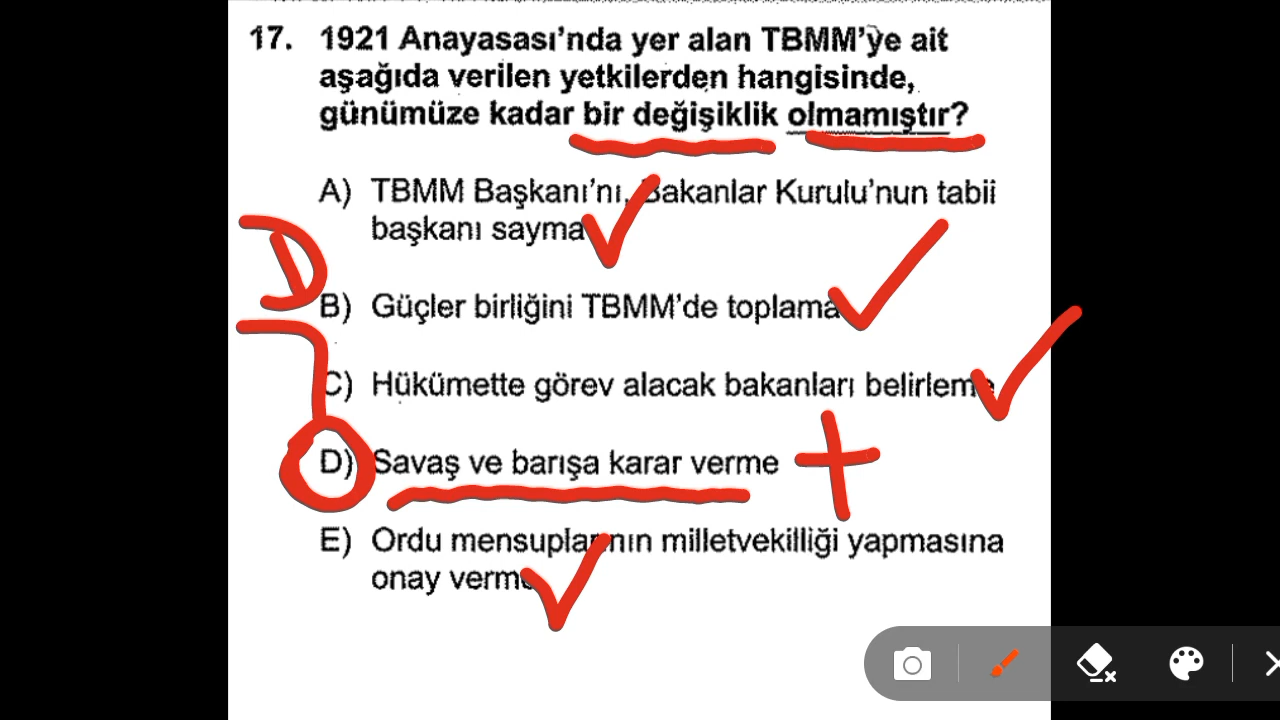 17. 1921 Anayasası'nda yer alan TBMM'ye ait
aşağıda verilen yetkilerden hangisinde,
günümüze kadar bir değişiklik olmamıştır?
A) TBMM Başkanı'nı, Bakanlar Kurulu'nun tabii
başkanı sayma
B) Güçler birliğini TBMM'de toplama
C) Hükümette görev alacak bakanları belirleme
D) Savaş ve barışa karar verme
E) Ordu mensuplarının milletvekilliği yapmasına
onay verme